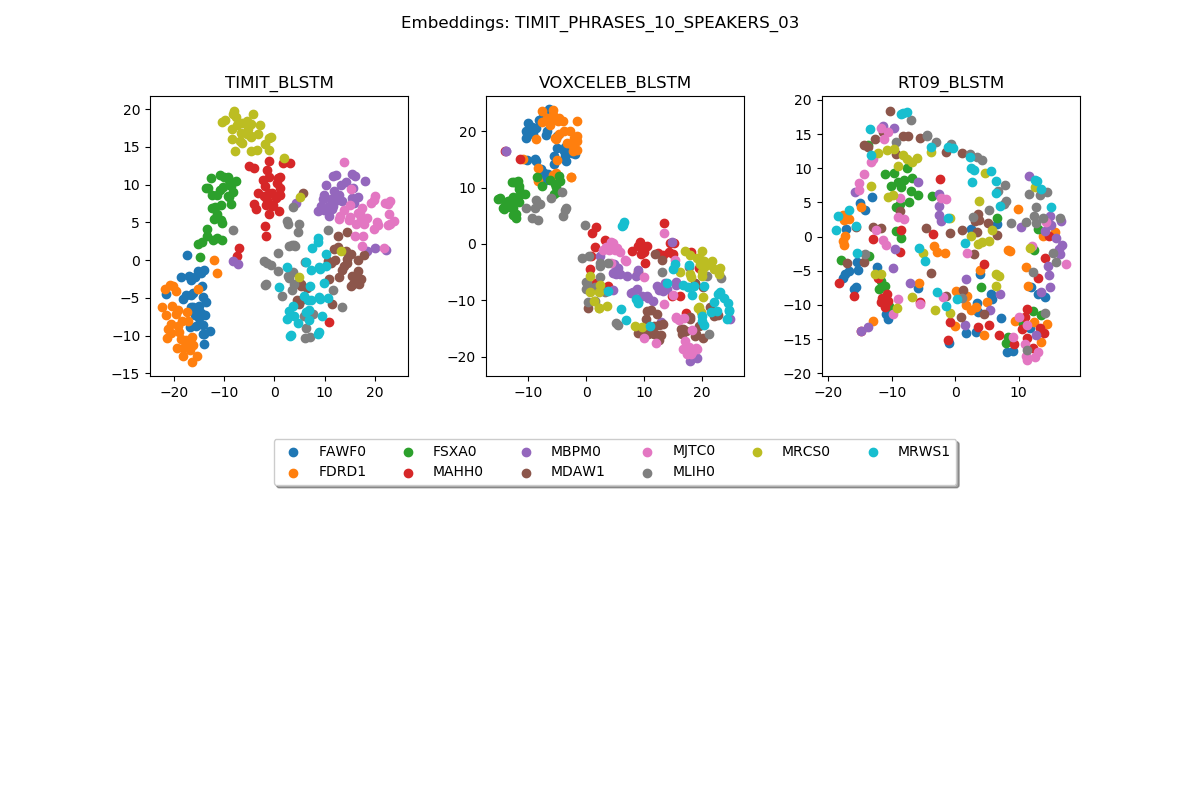 Embeddings: TIMIT_PHRASES_10_SPEAKERS_03
TIMIT_BLSTM
20
15
10
5
0
−5
−10
−15
−20 −10 0 10 20
VOXCELEB_BLSTM
20
10
0
−10
−20
−10 0 10 20
RT09_BLSTM
20
15
10
5
0
−5
−10
−15
−20
−20 −10 0 10
FAWF0 FSXA0 MBPM0 MJTC0 MRCS0 MRWS1
FDRD1 MAHH0 MDAW1 MLIH0